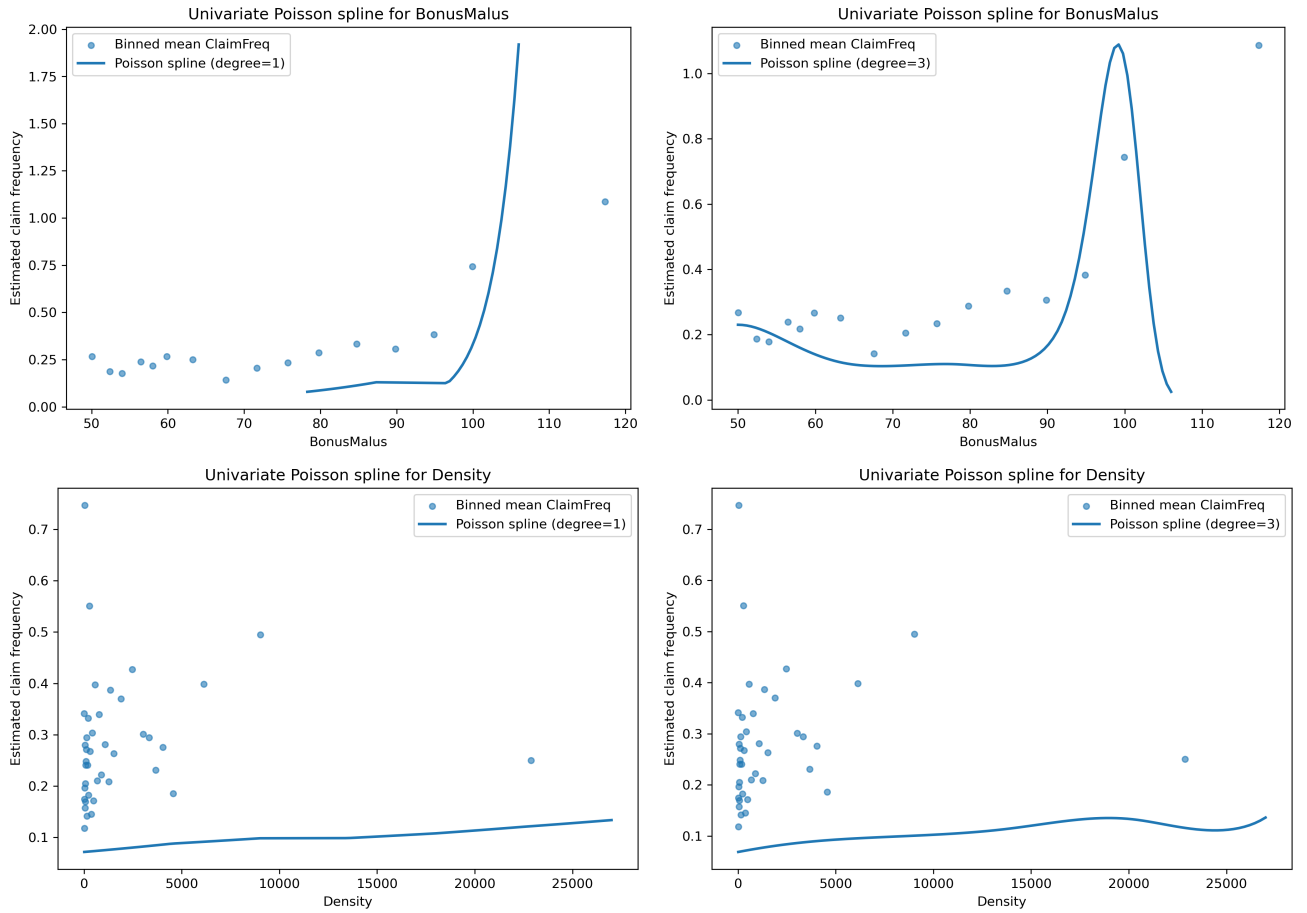 Univariate Poisson spline for BonusMalus
Binned mean ClaimFreq
Poisson spline (degree=1)
Estimated claim frequency
2.00
1.75
1.50
1.25
1.00
0.75
0.50
0.25
0.00
50 60 70 80 90 100 110 120
BonusMalus
Univariate Poisson spline for BonusMalus
Binned mean ClaimFreq
Poisson spline (degree=3)
Estimated claim frequency
1.0
0.8
0.6
0.4
0.2
0.0
50 60 70 80 90 100 110 120
BonusMalus
Univariate Poisson spline for Density
Binned mean ClaimFreq
Poisson spline (degree=1)
Estimated claim frequency
0.7
0.6
0.5
0.4
0.3
0.2
0.1
0 5000 10000 15000 20000 25000
Density
Univariate Poisson spline for Density
Binned mean ClaimFreq
Poisson spline (degree=3)
Estimated claim frequency
0.7
0.6
0.5
0.4
0.3
0.2
0.1
0 5000 10000 15000 20000 25000
Density